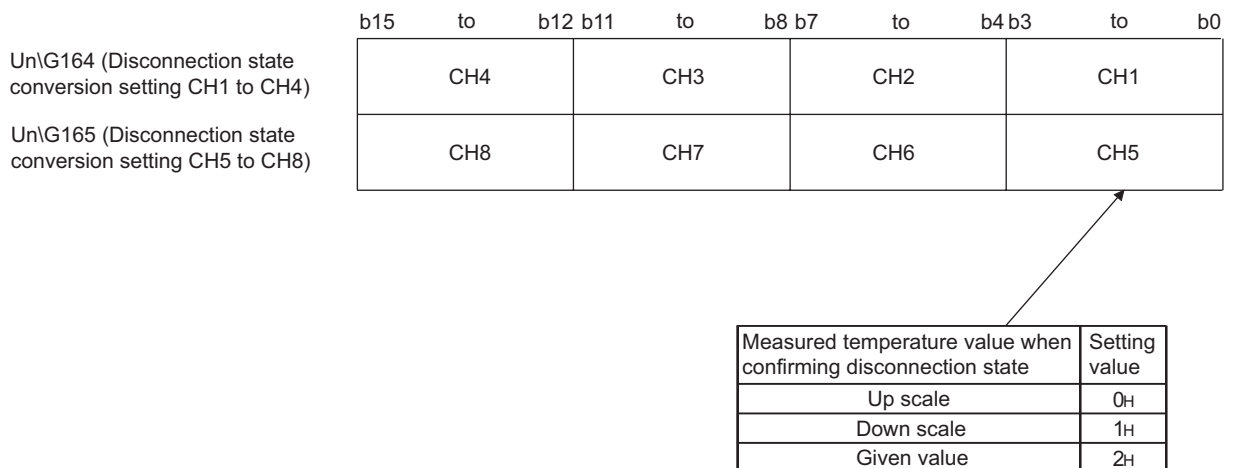 b15 to b12 b11 to b8 b7 to b4 b3 to b0
Un\G164 (Disconnection state
conversion setting CH1 to CH4)
CH4 CH3 CH2 CH1
Un\G165 (Disconnection state
conversion setting CH5 to CH8)
CH8 CH7 CH6 CH5
Measured temperature value when
confirming disconnection state
Setting
value
Up scale 0H
Down scale 1H
Given value 2H